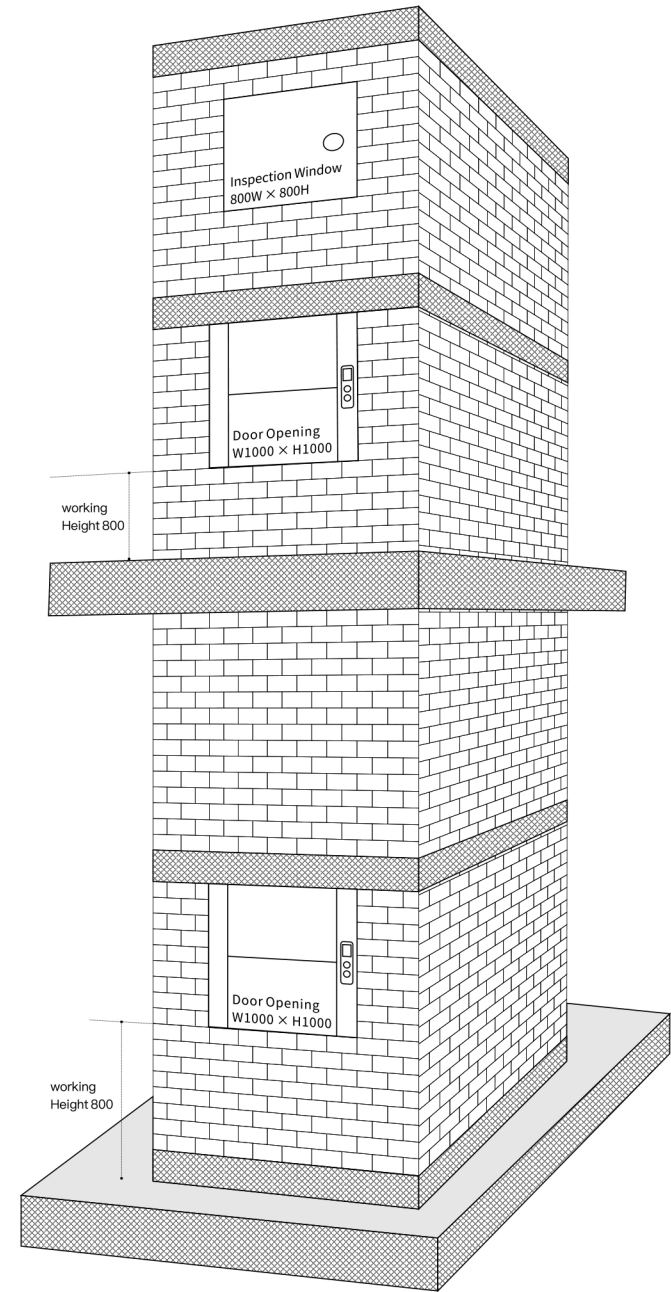 Inspection Window
800W × 800H
Door Opening
W1000 × H1000
working
Height 800
Door Opening
W1000 × H1000
working
Height 800